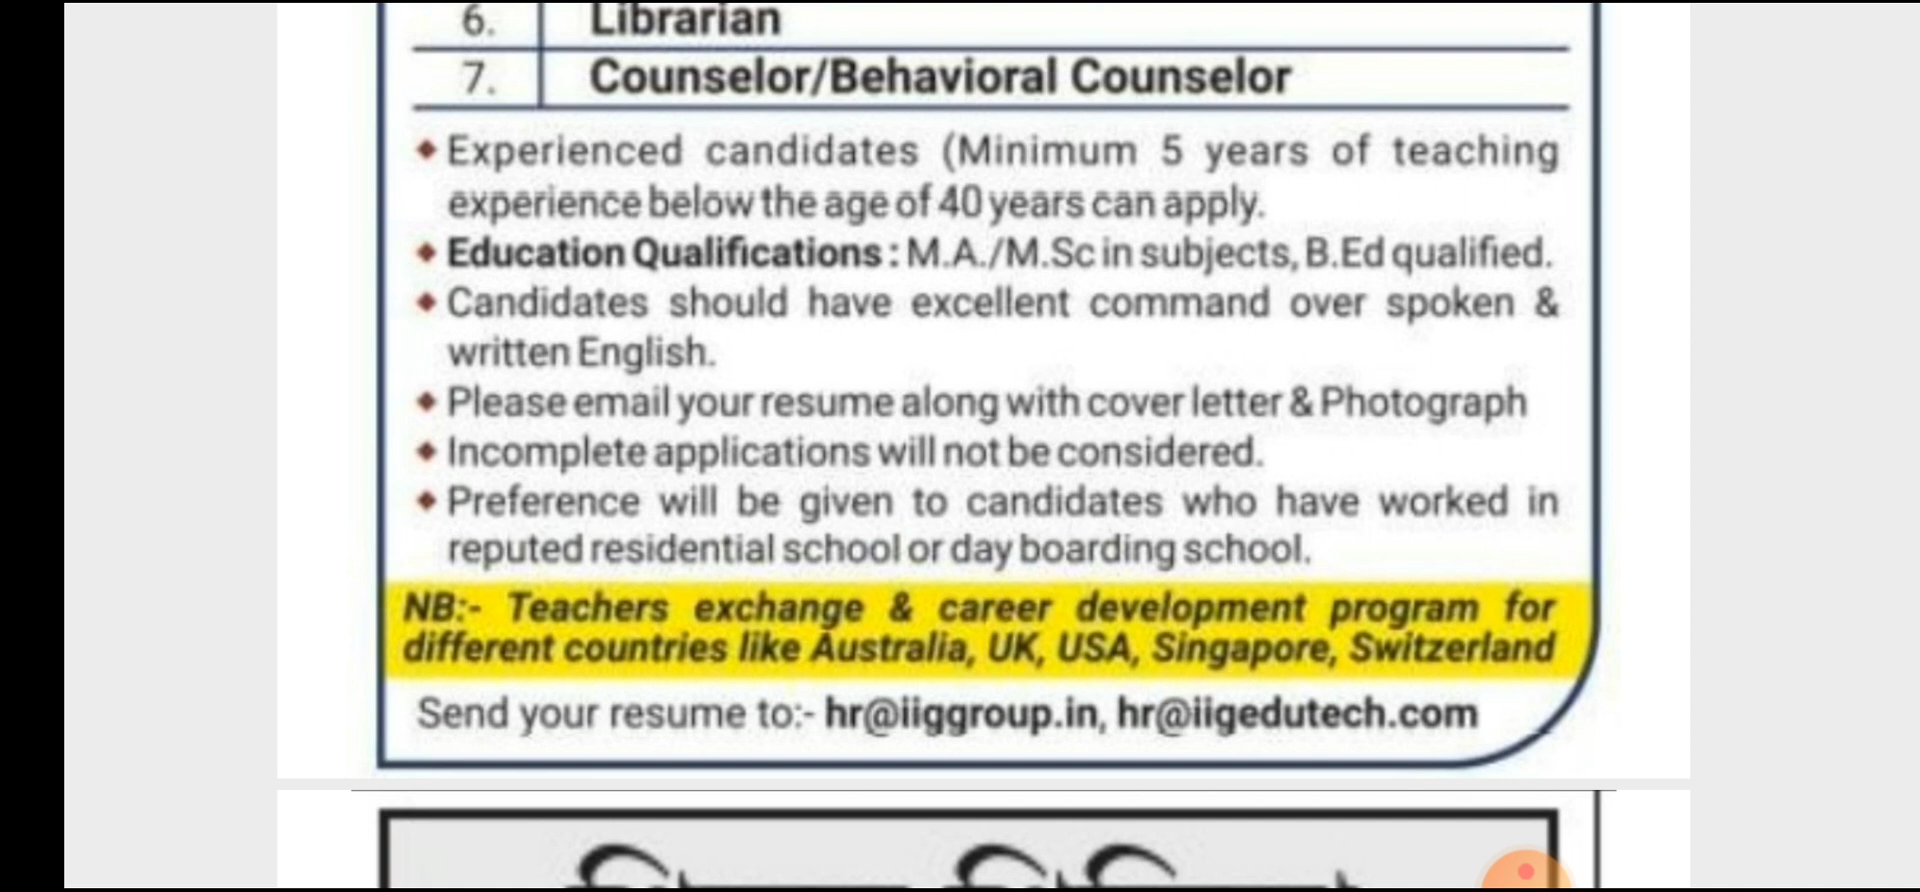 6. Librarian
7. Counselor/Behavioral Counselor
Experienced candidates (Minimum 5 years of teaching
experience below the age of 40 years can apply.
Education Qualifications : M.A./M.Sc in subjects, B.Ed qualified.
Candidates should have excellent command over spoken &
written English.
Please email your resume along with cover letter & Photograph
Incomplete applications will not be considered.
Preference will be given to candidates who have worked in
reputed residential school or day boarding school.
NB:- Teachers exchange & career development program for
different countries like Australia, UK, USA, Singapore, Switzerland
Send your resume to:- hr@iiggroup.in, hr@iigedutech.com